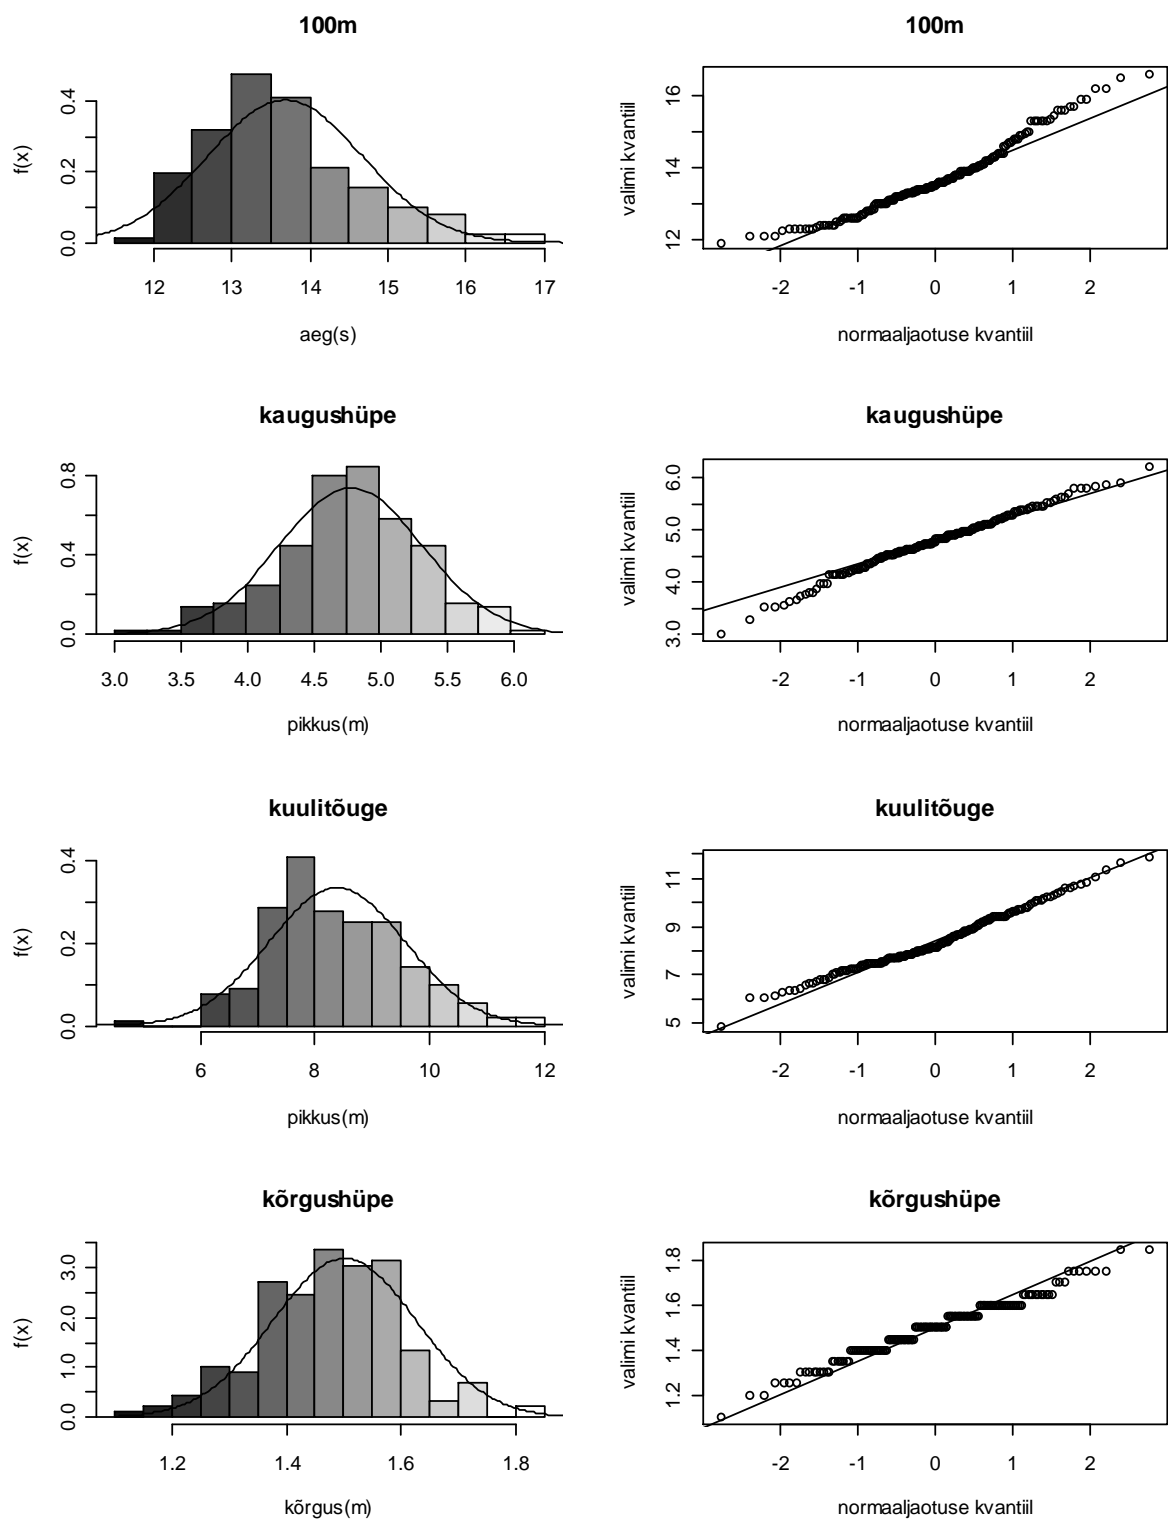 100m
f(x)
0.0 0.2 0.4
12 13 14 15 16 17
aeg(s)
100m
valimi kvantiil
12 14 16
-2 -1 0 1 2
normaaljaotuse kvantiil
kaugushüpe
f(x)
0.0 0.4 0.8
3.0 3.5 4.0 4.5 5.0 5.5 6.0
pikkus(m)
kaugushüpe
valimi kvantiil
3.0 4.0 5.0 6.0
-2 -1 0 1 2
normaaljaotuse kvantiil
kuulitõuge
f(x)
0.0 0.2 0.4
6 8 10 12
pikkus(m)
kuulitõuge
valimi kvantiil
5 7 9 11
-2 -1 0 1 2
normaaljaotuse kvantiil
kõrgushüpe
f(x)
0.0 1.0 2.0 3.0
1.2 1.4 1.6 1.8
kõrgus(m)
kõrgushüpe
valimi kvantiil
1.2 1.4 1.6 1.8
-2 -1 0 1 2
normaaljaotuse kvantiil